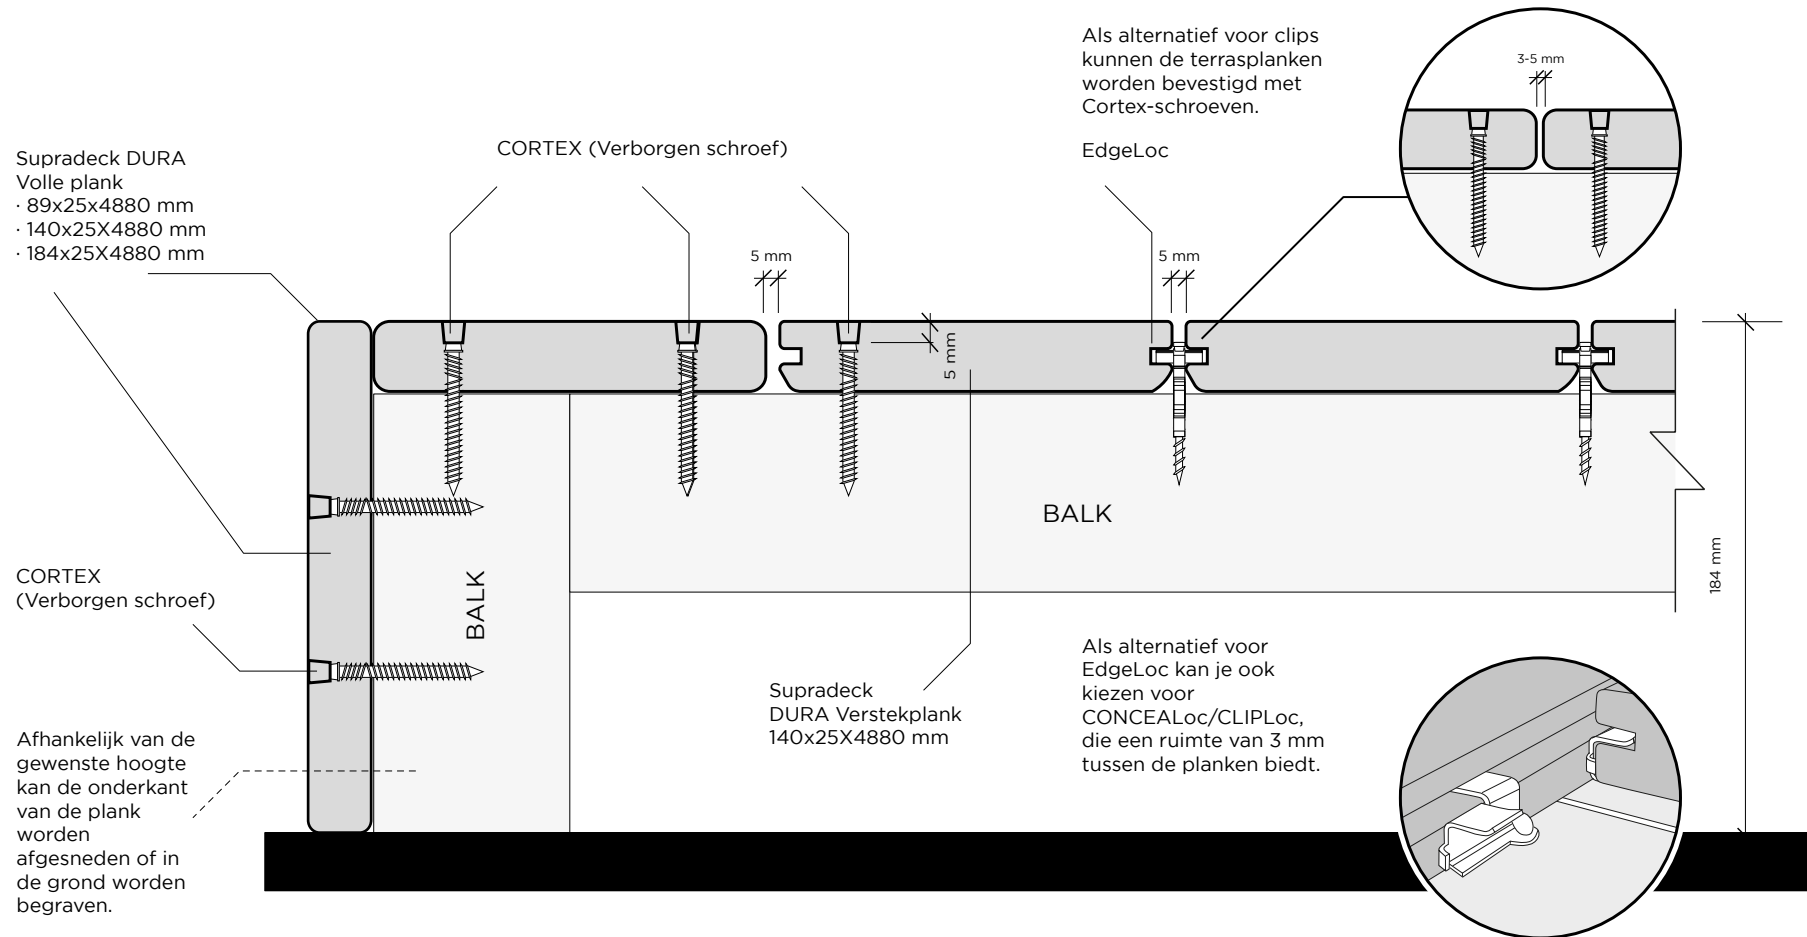 Als alternatief voor clips
kunnen de terrasplanken
worden bevestigd met
Cortex-schroeven.
EdgeLoc
3-5 mm
CORTEX (Verborgen schroef)
Supradeck DURA
Volle plank
· 89x25x4880 mm
· 140x25X4880 mm
· 184x25X4880 mm
5 mm
5 mm
5 mm
BALK
184 mm
CORTEX
(Verborgen schroef)
BALK
Supradeck
DURA Verstekplank
140x25X4880 mm
Als alternatief voor
EdgeLoc kan je ook
kiezen voor
CONCEALoc/CLIPLoc,
die een ruimte van 3 mm
tussen de planken biedt.
Afhankelijk van de
gewenste hoogte
kan de onderkant
van de plank
worden
afgesneden of in
de grond worden
begraven.